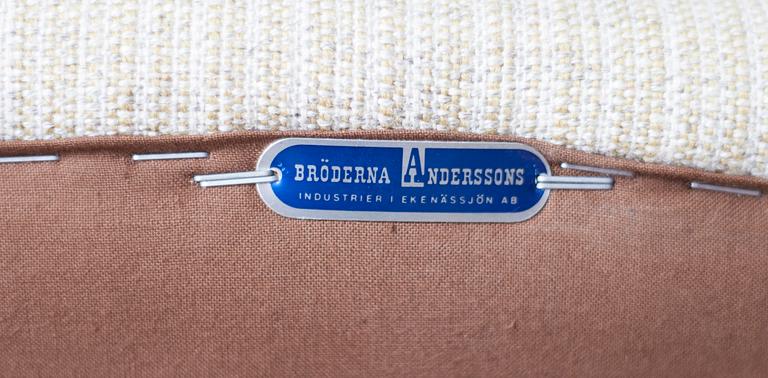 BRÖDERNA ANDERSSONS
INDUSTRIER I EKENÄSSJÖN AB